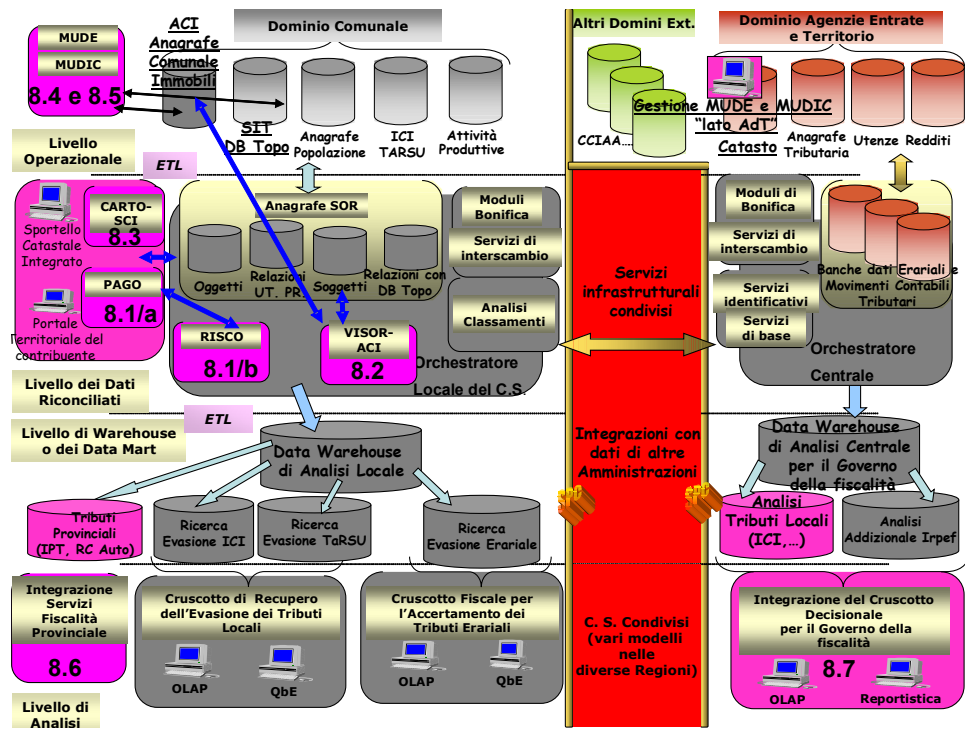 MUDE
MUDIC
8.4 e 8.5
ACI
Anagrafe
Comunale
Immobili
Dominio Comunale
Altri Domini Ext.
Dominio Agenzie Entrate
e Territorio
SIT
DB Topo
Anagrafe
Popolazione
ICI
TARSU
Attività
Produttive
CCIAA....
Gestione MUDE e MUDIC
“lato AdT”
Catasto
Anagrafe
Tributaria
Utenze
Redditi
Livello
Operazionale
ETL
CARTO-
SCI
8.3
Sportello
Catastale
Integrato
PAGO
8.1/a
Portale
Territoriale del
contribuente
Anagrafe SOR
Oggetti
Relazioni
UT. PR.
Soggetti
Relazioni con
DB Topo
Moduli
Bonifica
Servizi di
interscambio
Analisi
Classamenti
RISCO
8.1/b
VISOR-
ACI
8.2
Orchestratore
Locale del C.S.
Servizi
infrastrutturali
condivisi
Moduli di
Bonifica
Servizi di
interscambio
Servizi
identificativi
Servizi
di base
Banche dati Erariali e
Movimenti Contabili
Tributari
Orchestratore
Centrale
Livello dei Dati
Riconciliati
ETL
Livello di Warehouse
o dei Data Mart
Data Warehouse
di Analisi Locale
Integrazioni con
dati di altre
Amministrazioni
Data Warehouse
di Analisi Centrale
per il Governo
della fiscalità
SPC
SPC
Tributi
Provinciali
(IPT, RC Auto)
Ricerca
Evasione ICI
Ricerca
Evasione TaRSU
Ricerca
Evasione Erariale
Analisi
Tributi Locali
(ICI,…)
Analisi
Addizionale Irpef
Integrazione
Servizi
Fiscalità
Provinciale
8.6
Cruscotto di Recupero
dell’Evasione dei Tributi
Locali
OLAP
QbE
Cruscotto Fiscale per
l’Accertamento dei
Tributi Erariali
OLAP
QbE
C. S. Condivisi
(vari modelli
nelle
diverse Regioni)
Integrazione del Cruscotto
Decisionale
per il Governo della
fiscalità
8.7
OLAP
Reportistica
Livello di
Analisi